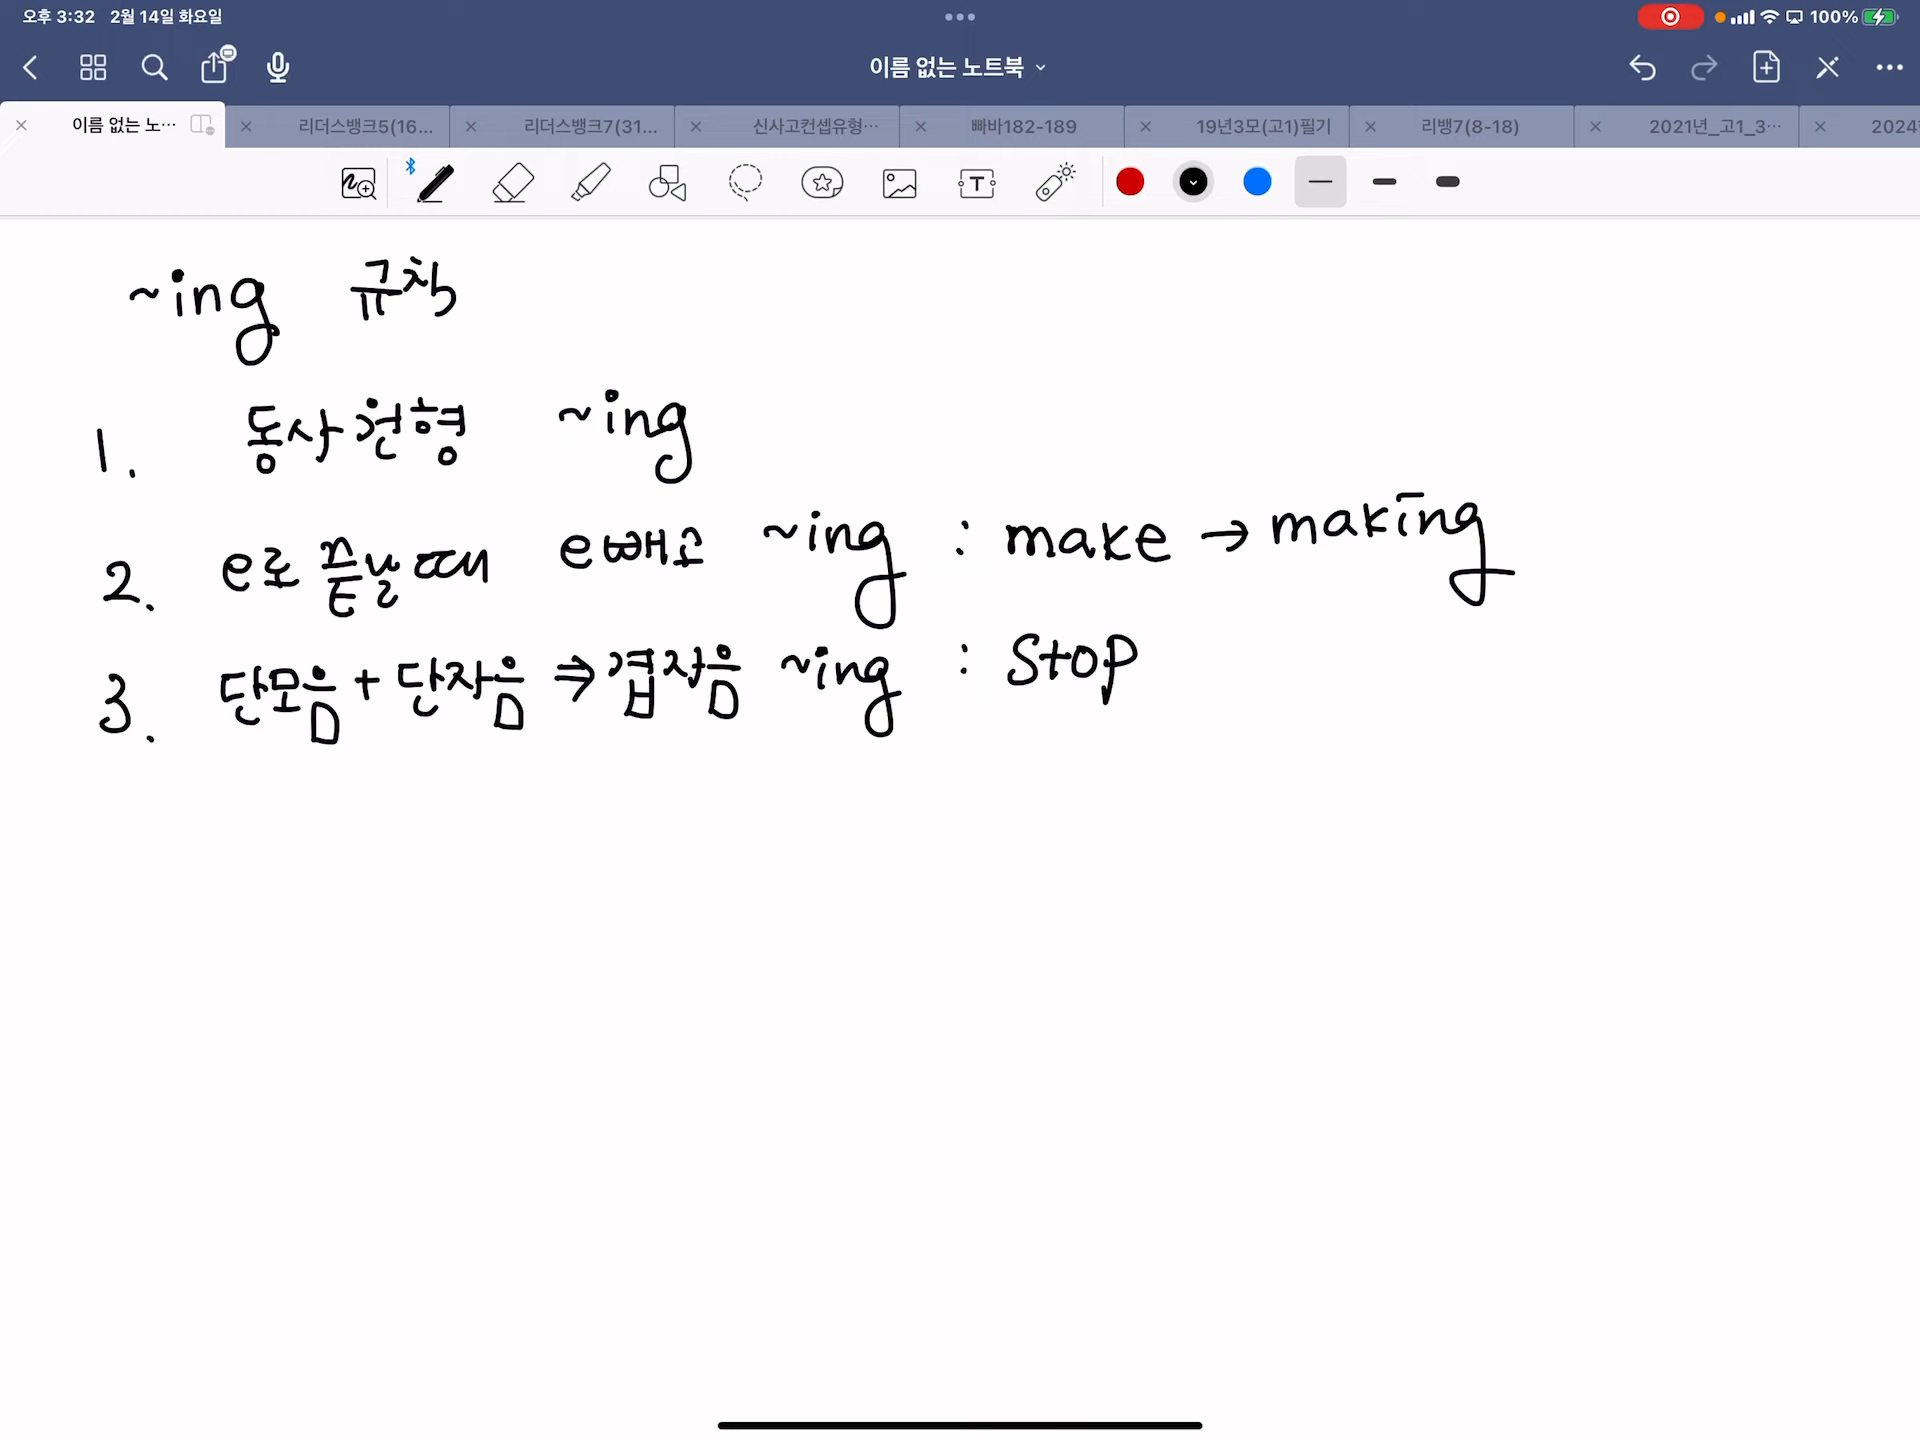 오후 3:32 2월 14일 화요일 100%
이름 없는 노트북
이름 없는 노… 리더스뱅크5(16... 리더스뱅크7(31... 신사고컨셉유형… 빠바182-189 19년3모(고1)필기 리뱅7(8-18) 2021년_고1_3… 2024
~ing 규칙
1. 동사원형 ~ing
2. e로 끝날때 e빼고 ~ing : make → making
3. 단모음 + 단자음 ⇒ 겹자음 ~ing : stop